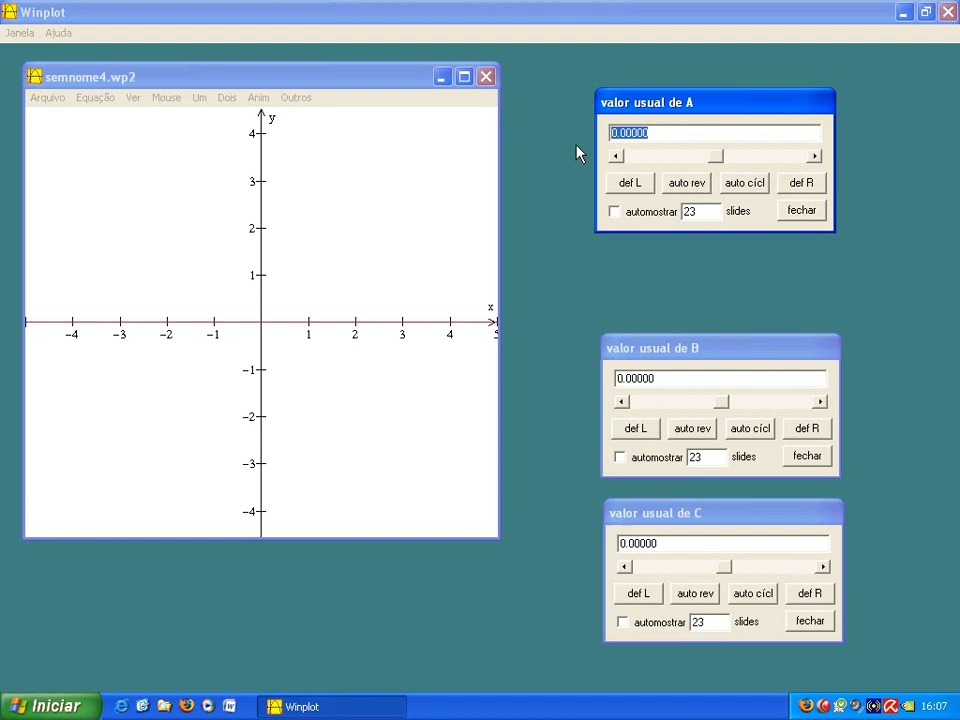 Winplot
Janela Ajuda
semnome4.wp2
Arquivo Equação Ver Mouse Um Dois Anim Outros
y
4
3
2
1
x
-4 -3 -2 -1 1 2 3 4 5
-1
-2
-3
-4
valor usual de A
0.00000
def L auto rev auto cícl def R
automostrar 23 slides fechar
valor usual de B
0.00000
def L auto rev auto cícl def R
automostrar 23 slides fechar
valor usual de C
0.00000
def L auto rev auto cícl def R
automostrar 23 slides fechar
Iniciar Winplot 16:07